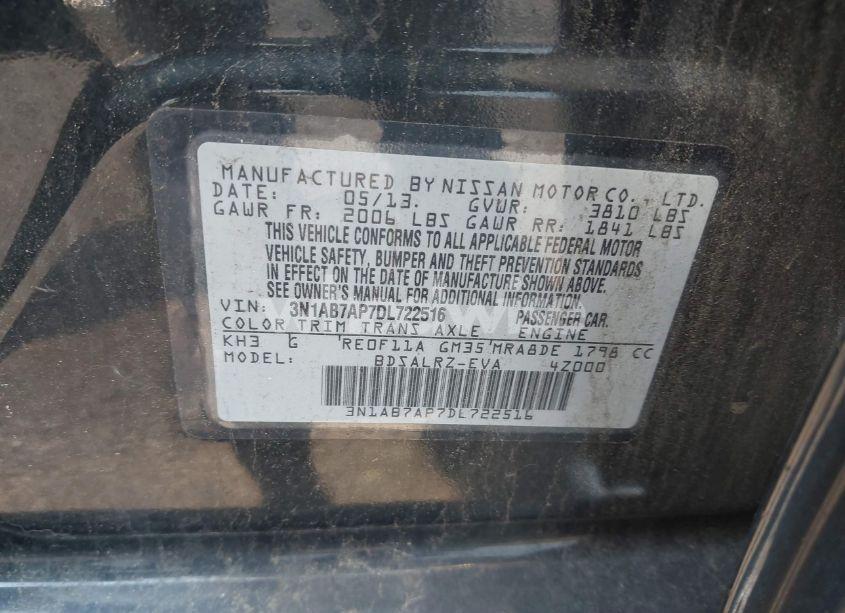 MANUFACTURED BY NISSAN MOTOR CO., LTD.
DATE: 05/13. GVWR: 3810 LBS
GAWR FR: 2006 LBS GAWR RR: 1841 LBS
THIS VEHICLE CONFORMS TO ALL APPLICABLE FEDERAL MOTOR
VEHICLE SAFETY, BUMPER AND THEFT PREVENTION STANDARDS
IN EFFECT ON THE DATE OF MANUFACTURE SHOWN ABOVE.
SEE OWNER'S MANUAL FOR ADDITIONAL INFORMATION.
VIN: 3N1AB7AP7DL722516 PASSENGER CAR.
COLOR TRIM TRANS AXLE ENGINE
KH3 G RE0F11A GM35 MRA8DE 1798 CC
MODEL: BDSALRZ-EVA 4Z000
3N1AB7AP7DL722516